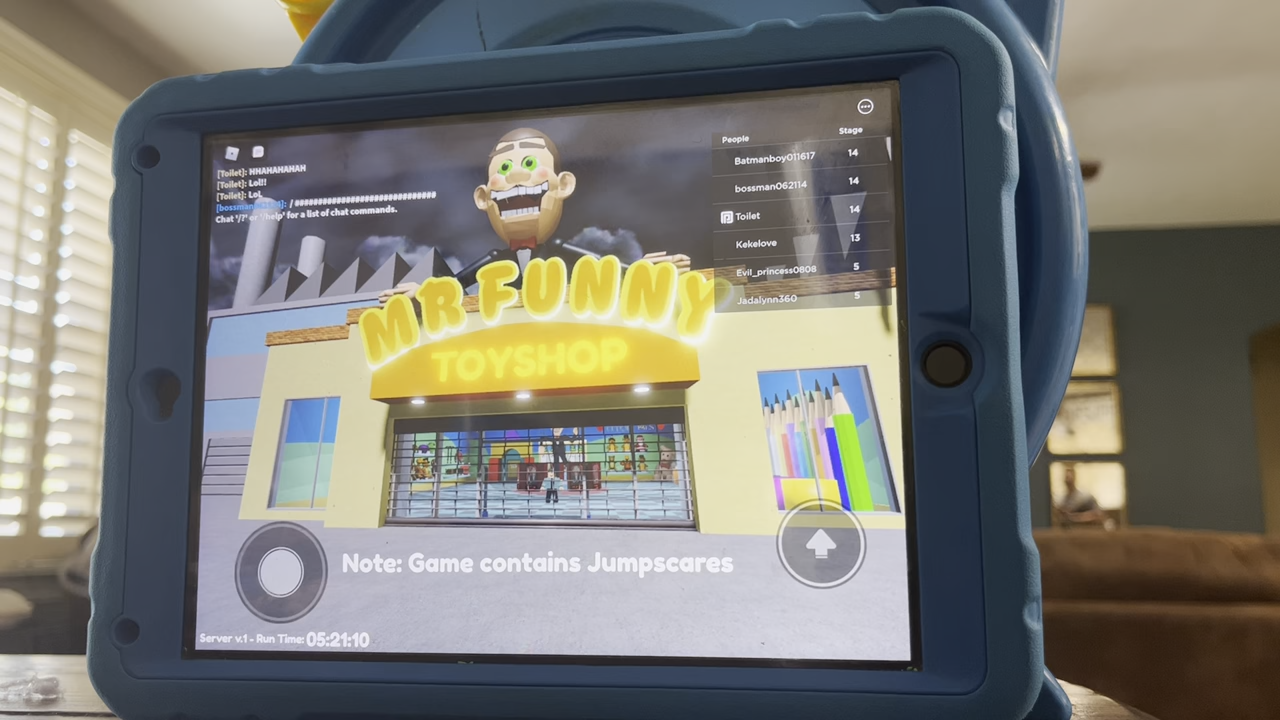 [Toilet]: HHAHAHAHAH
[Toilet]: Lol!!
[Toilet]: Lol,
[bossman]: / ##############################
Chat '/?' or '/help' for a list of chat commands.
People Stage
Batmanboy011617 14
bossman062114 14
Toilet 14
Kekelove 13
Evil_princess0808 5
Jadalynn360 5
MR FUNNY
TOYSHOP
Note: Game contains Jumpscares
Server v.1 - Run Time: 05:21:10